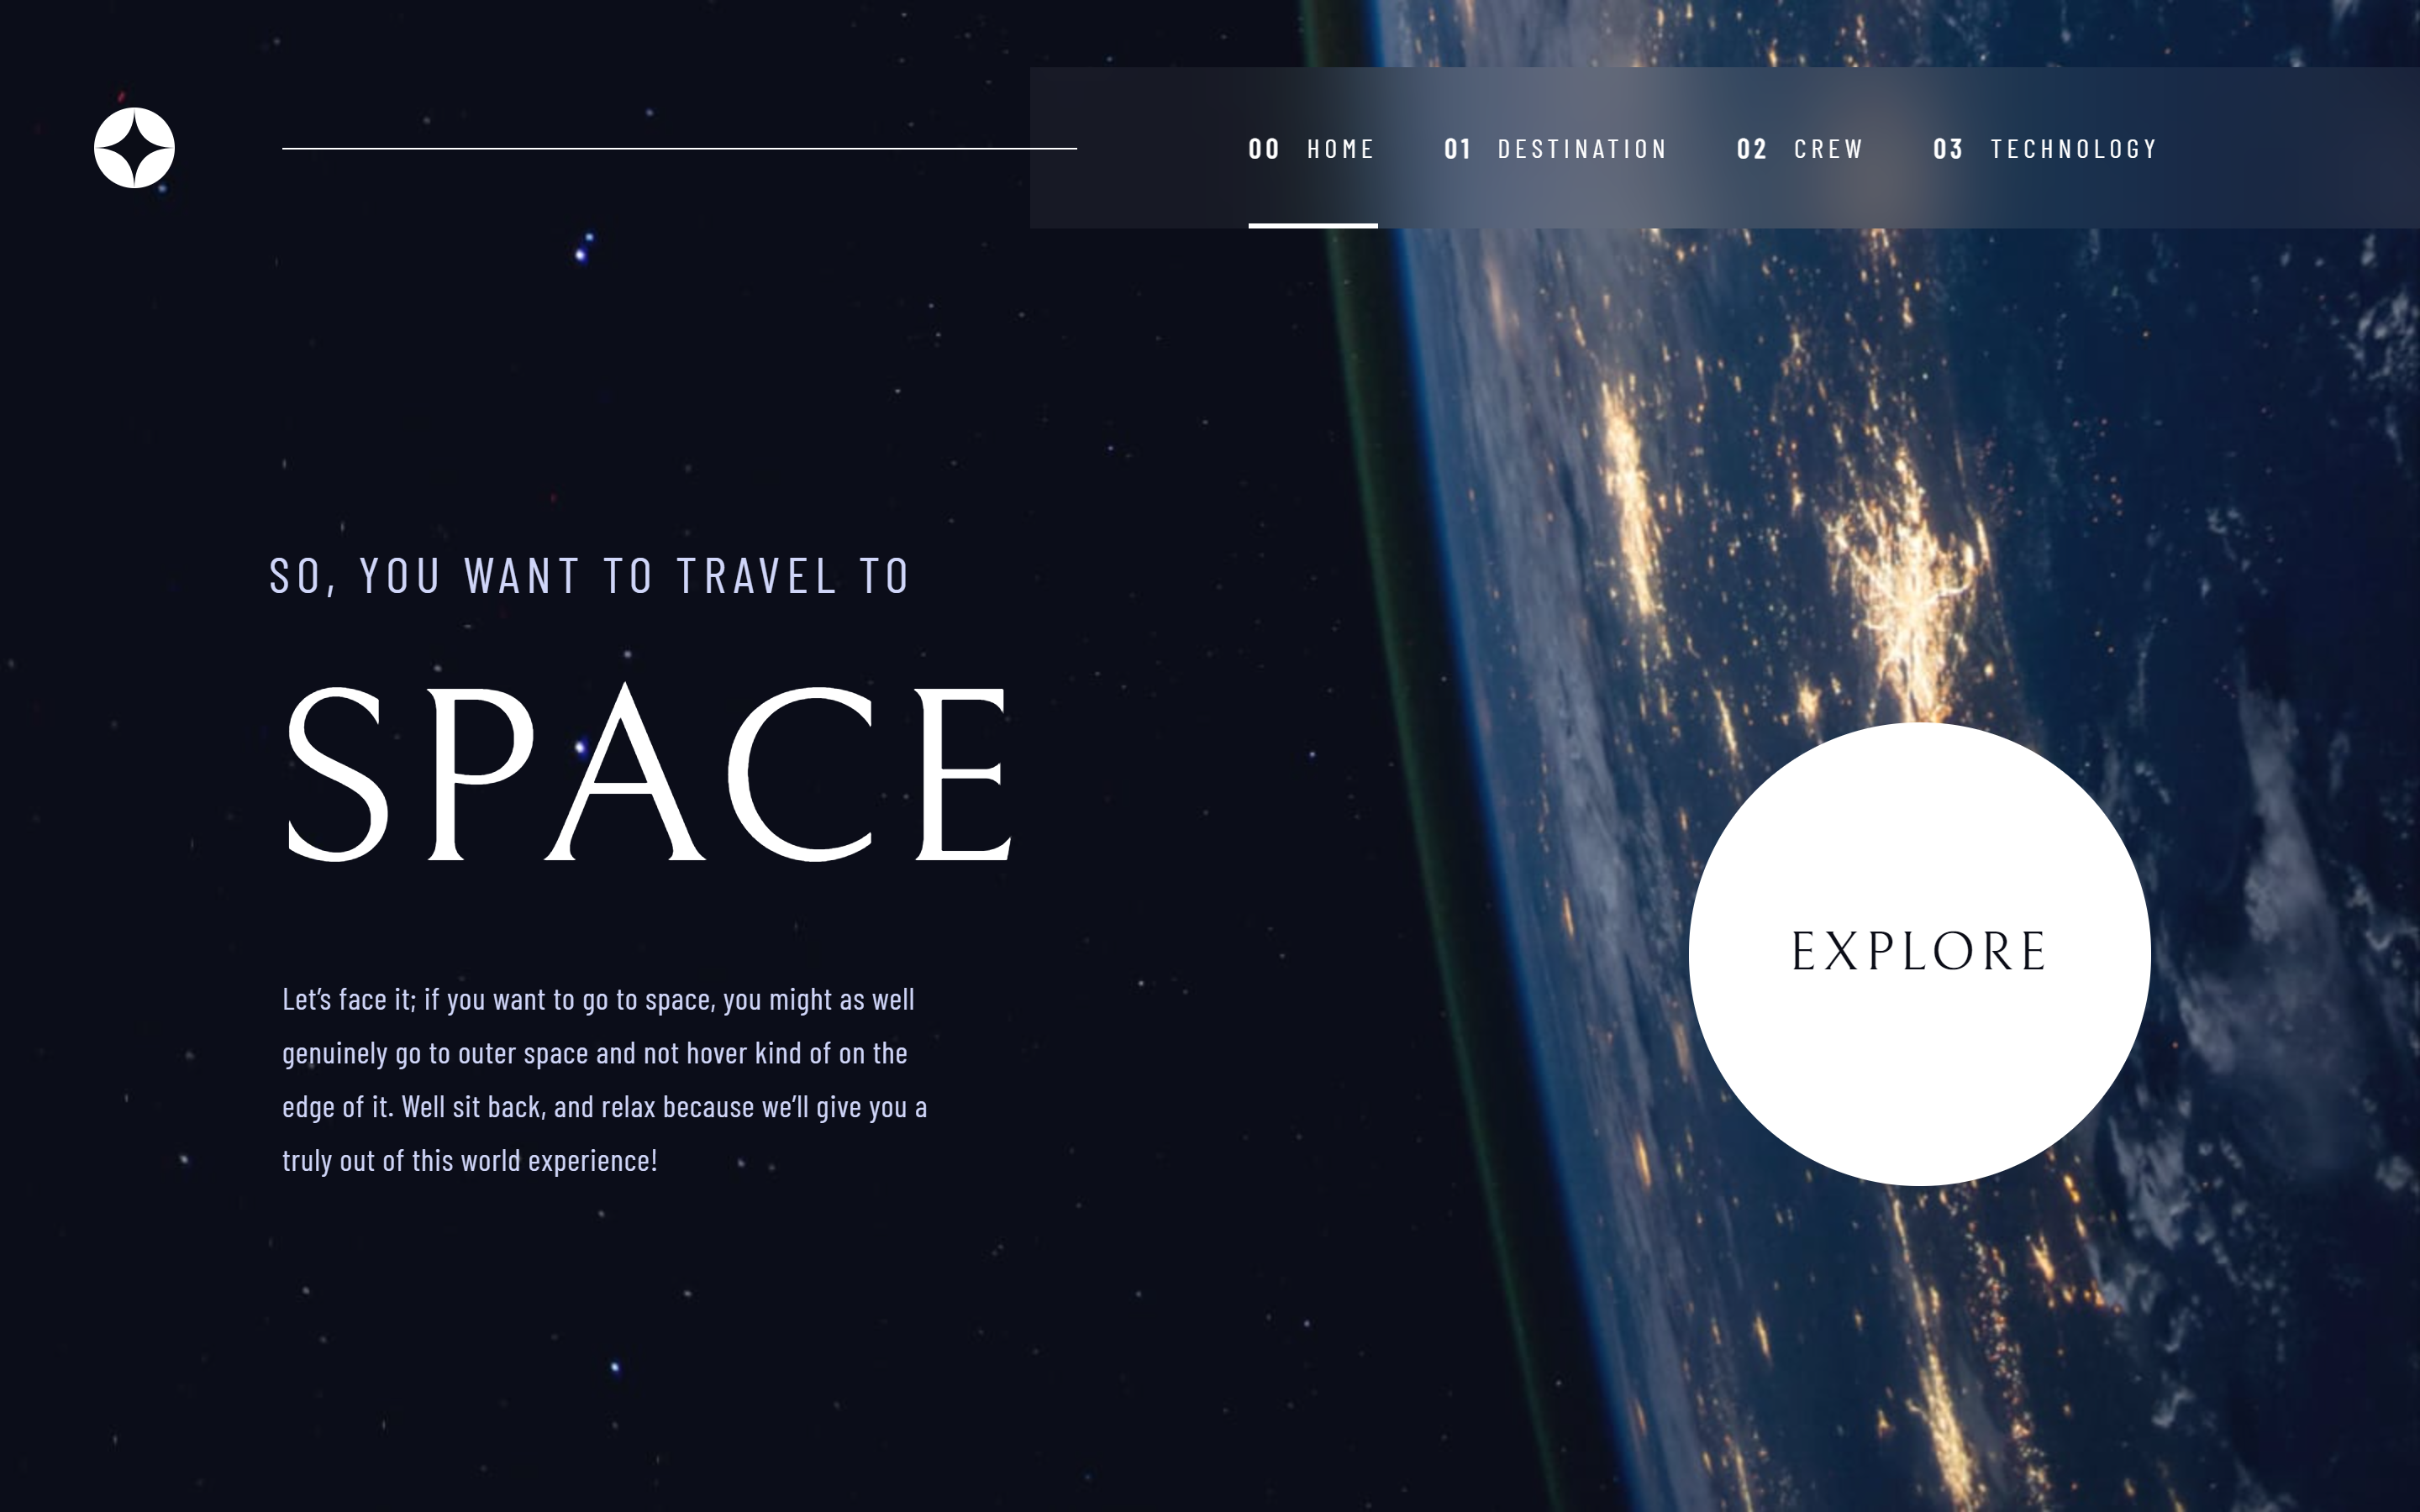 00 HOME 01 DESTINATION 02 CREW 03 TECHNOLOGY
SO, YOU WANT TO TRAVEL TO
SPACE
Let’s face it; if you want to go to space, you might as well
genuinely go to outer space and not hover kind of on the
edge of it. Well sit back, and relax because we’ll give you a
truly out of this world experience!
EXPLORE